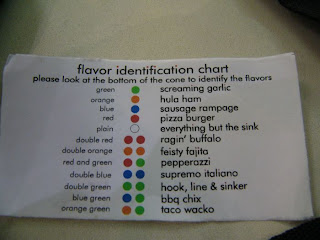 flavor identification chart
please look at the bottom of the cone to identify the flavors
green screaming garlic
orange hula ham
blue sausage rampage
red pizza burger
plain everything but the sink
double red ragin' buffalo
double orange feisty fajita
red and green pepperazzi
double blue supremo italiano
double green hook, line & sinker
blue green bbq chix
orange green taco wacko